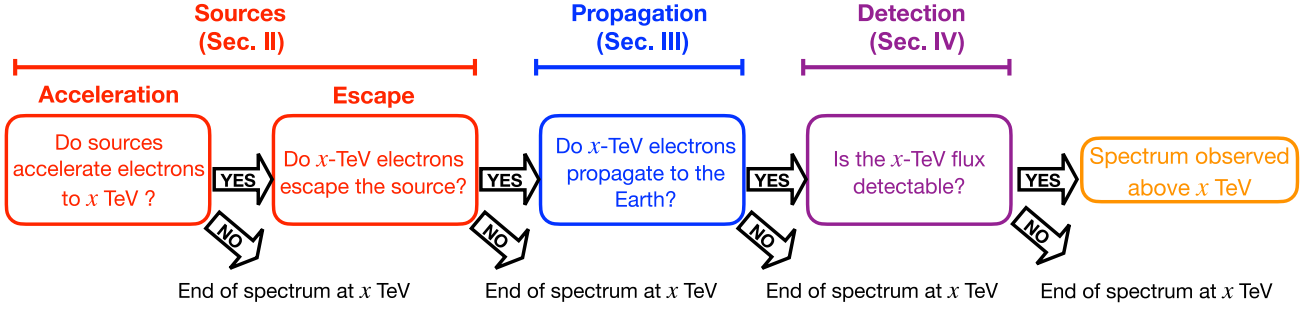 Sources
(Sec. II)
Propagation
(Sec. III)
Detection
(Sec. IV)
Acceleration
Escape
Do sources
accelerate electrons
to x TeV ?
YES
NO
Do x-TeV electrons
escape the source?
YES
NO
Do x-TeV electrons
propagate to the
Earth?
YES
NO
Is the x-TeV flux
detectable?
YES
NO
Spectrum observed
above x TeV
End of spectrum at x TeV
End of spectrum at x TeV
End of spectrum at x TeV
End of spectrum at x TeV